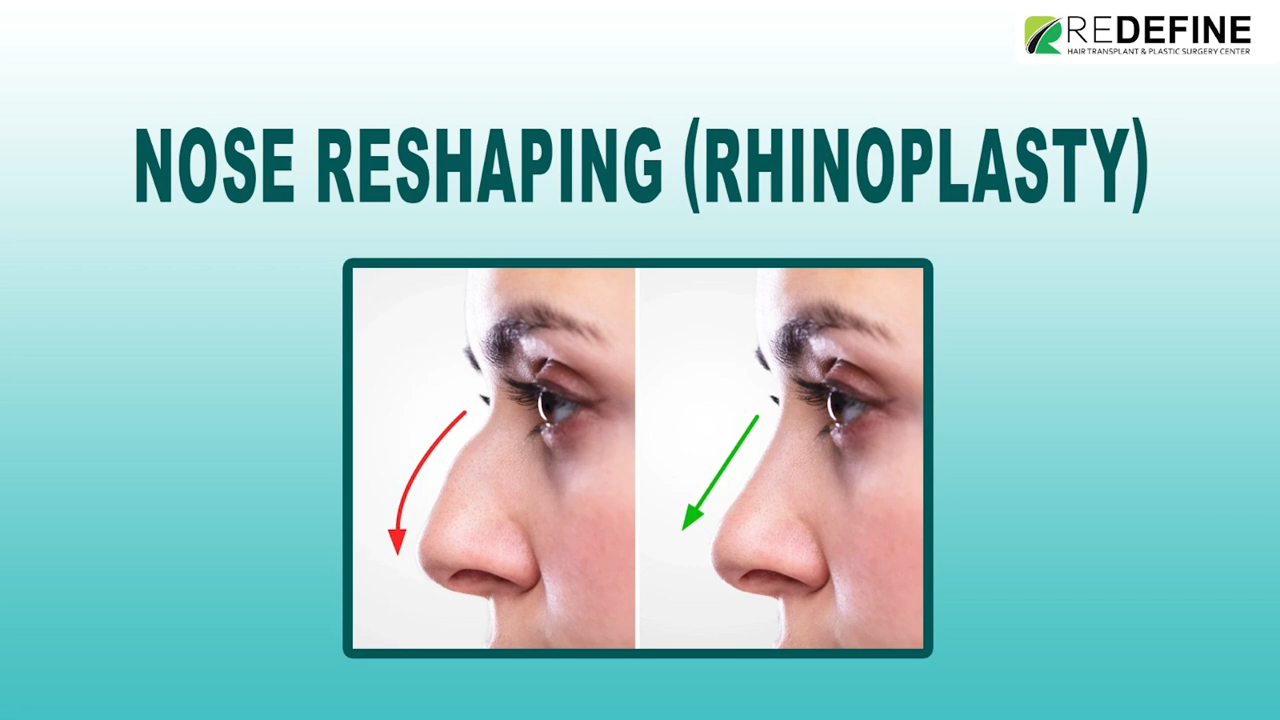 REDEFINE
HAIR TRANSPLANT & PLASTIC SURGERY CENTER
NOSE RESHAPING (RHINOPLASTY)